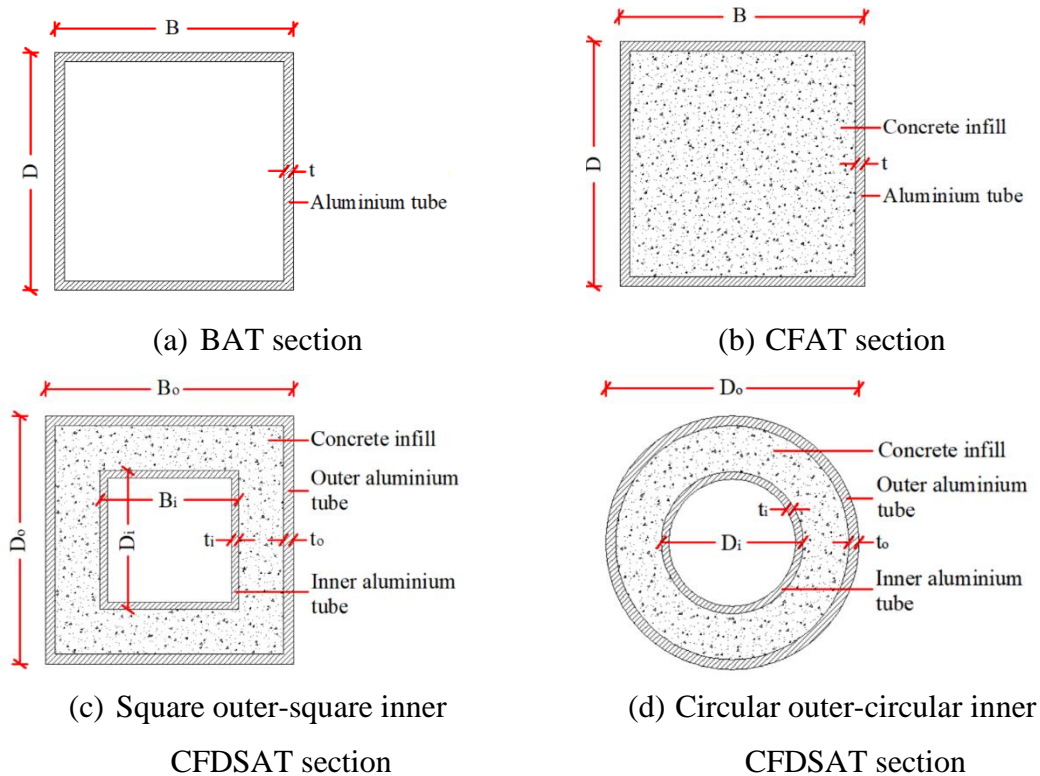 B
D
t
Aluminium tube
(a) BAT section
B
D
Concrete infill
t
Aluminium tube
(b) CFAT section
Bₒ
Dₒ
Bᵢ
Dᵢ
tᵢ
tₒ
Concrete infill
Outer aluminium
tube
Inner aluminium
tube
(c) Square outer-square inner
CFDSAT section
Dₒ
Concrete infill
Outer aluminium
tube
tᵢ
Dᵢ
tₒ
Inner aluminium
tube
(d) Circular outer-circular inner
CFDSAT section